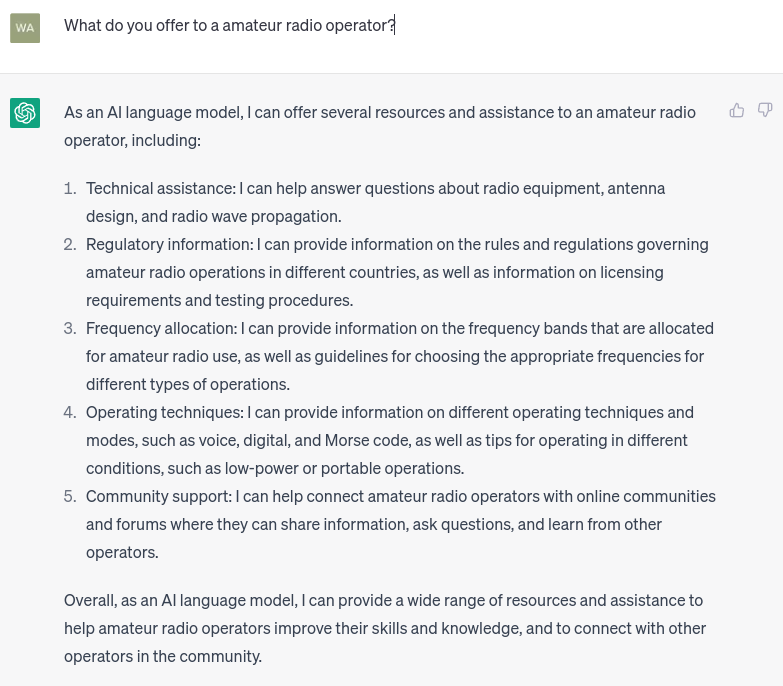 WA
What do you offer to a amateur radio operator?
As an AI language model, I can offer several resources and assistance to an amateur radio
operator, including:
1. Technical assistance: I can help answer questions about radio equipment, antenna
design, and radio wave propagation.
2. Regulatory information: I can provide information on the rules and regulations governing
amateur radio operations in different countries, as well as information on licensing
requirements and testing procedures.
3. Frequency allocation: I can provide information on the frequency bands that are allocated
for amateur radio use, as well as guidelines for choosing the appropriate frequencies for
different types of operations.
4. Operating techniques: I can provide information on different operating techniques and
modes, such as voice, digital, and Morse code, as well as tips for operating in different
conditions, such as low-power or portable operations.
5. Community support: I can help connect amateur radio operators with online communities
and forums where they can share information, ask questions, and learn from other
operators.
Overall, as an AI language model, I can provide a wide range of resources and assistance to
help amateur radio operators improve their skills and knowledge, and to connect with other
operators in the community.